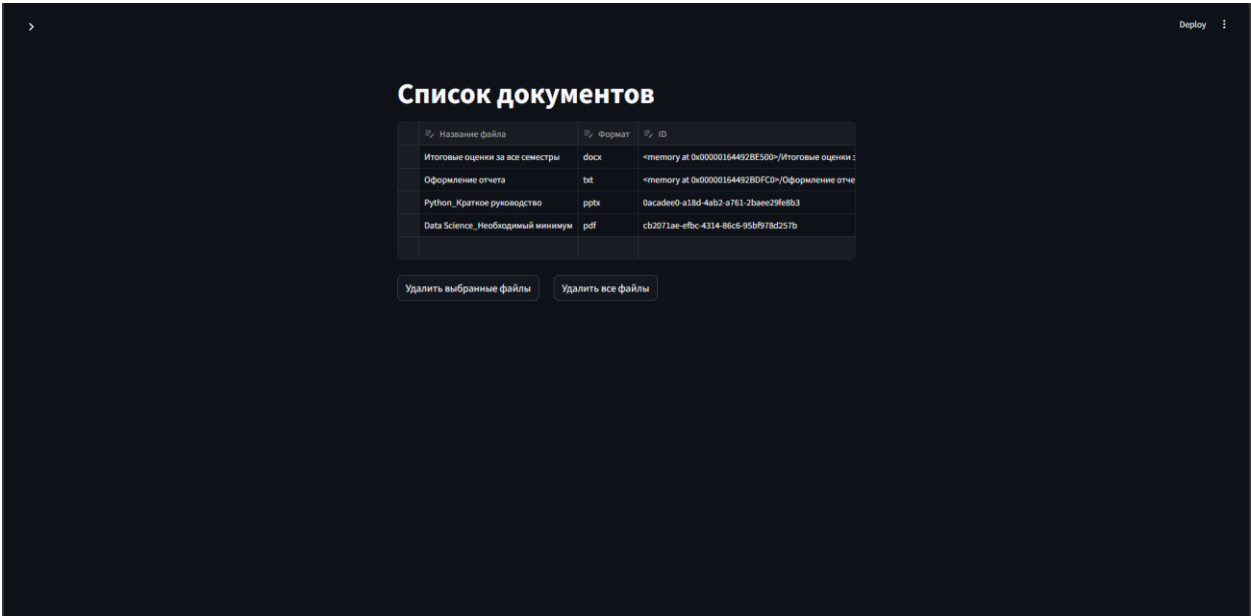 Deploy
Список документов
Название файла Формат ID
Итоговые оценки за все семестры docx <memory at 0x00000164492BE500>/Итоговые оценки з
Оформление отчета txt <memory at 0x00000164492BDFC0>/Оформление отче
Python_Краткое руководство pptx 0acadee0-a18d-4ab2-a761-2baee29fe8b3
Data Science_Необходимый минимум pdf cb2071ae-efbc-4314-86c6-95bf978d257b
Удалить выбранные файлы Удалить все файлы